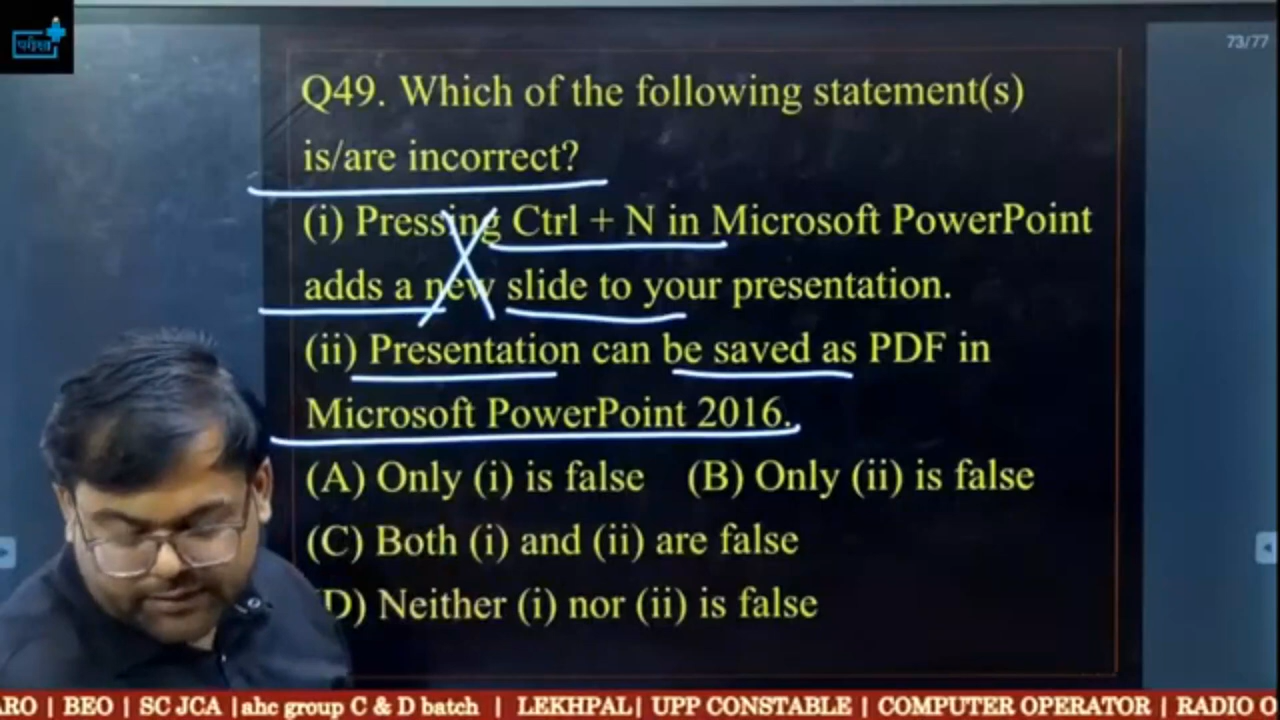 परीक्षा
73/77
Q49. Which of the following statement(s)
is/are incorrect?
(i) Pressing Ctrl + N in Microsoft PowerPoint
adds a new slide to your presentation.
(ii) Presentation can be saved as PDF in
Microsoft PowerPoint 2016.
(A) Only (i) is false (B) Only (ii) is false
(C) Both (i) and (ii) are false
D) Neither (i) nor (ii) is false
ARO | BEO | SC JCA |ahc group C & D batch | LEKHPAL| UPP CONSTABLE | COMPUTER OPERATOR | RADIO O